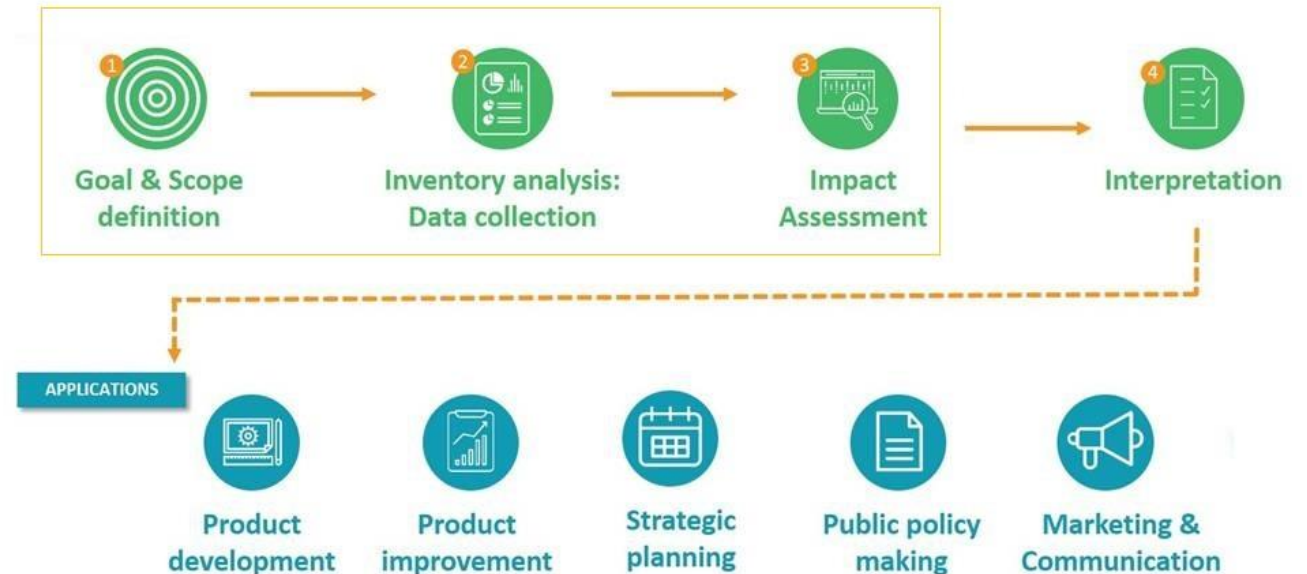 1
2
3
4
Goal & Scope
definition
Inventory analysis:
Data collection
Impact
Assessment
Interpretation
APPLICATIONS
Product
development
Product
improvement
Strategic
planning
Public policy
making
Marketing &
Communication